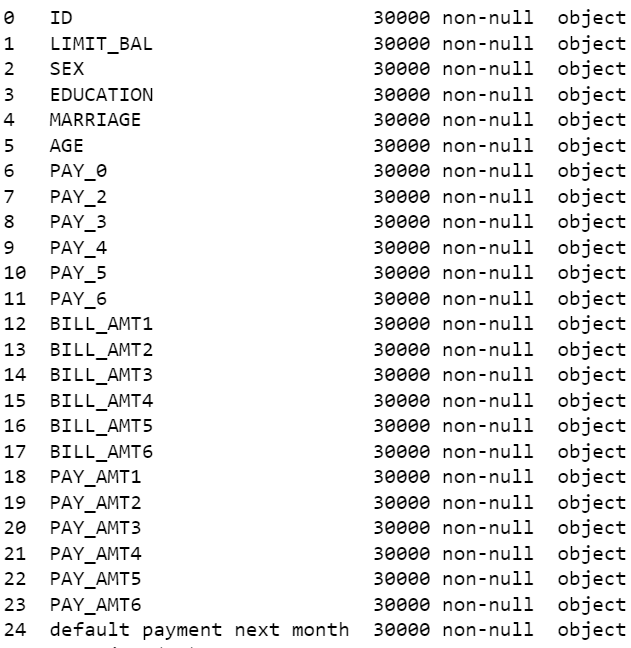 0 ID 30000 non-null object
1 LIMIT_BAL 30000 non-null object
2 SEX 30000 non-null object
3 EDUCATION 30000 non-null object
4 MARRIAGE 30000 non-null object
5 AGE 30000 non-null object
6 PAY_0 30000 non-null object
7 PAY_2 30000 non-null object
8 PAY_3 30000 non-null object
9 PAY_4 30000 non-null object
10 PAY_5 30000 non-null object
11 PAY_6 30000 non-null object
12 BILL_AMT1 30000 non-null object
13 BILL_AMT2 30000 non-null object
14 BILL_AMT3 30000 non-null object
15 BILL_AMT4 30000 non-null object
16 BILL_AMT5 30000 non-null object
17 BILL_AMT6 30000 non-null object
18 PAY_AMT1 30000 non-null object
19 PAY_AMT2 30000 non-null object
20 PAY_AMT3 30000 non-null object
21 PAY_AMT4 30000 non-null object
22 PAY_AMT5 30000 non-null object
23 PAY_AMT6 30000 non-null object
24 default payment next month 30000 non-null object